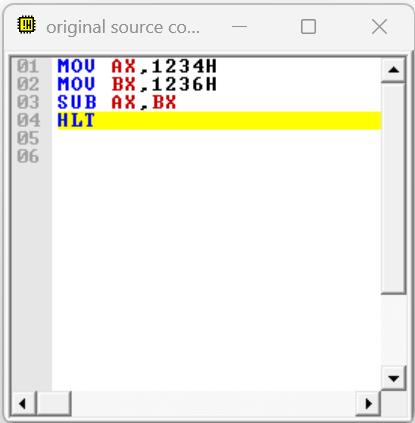 original source co...
01 MOV AX,1234H
02 MOV BX,1236H
03 SUB AX,BX
04 HLT
05
06